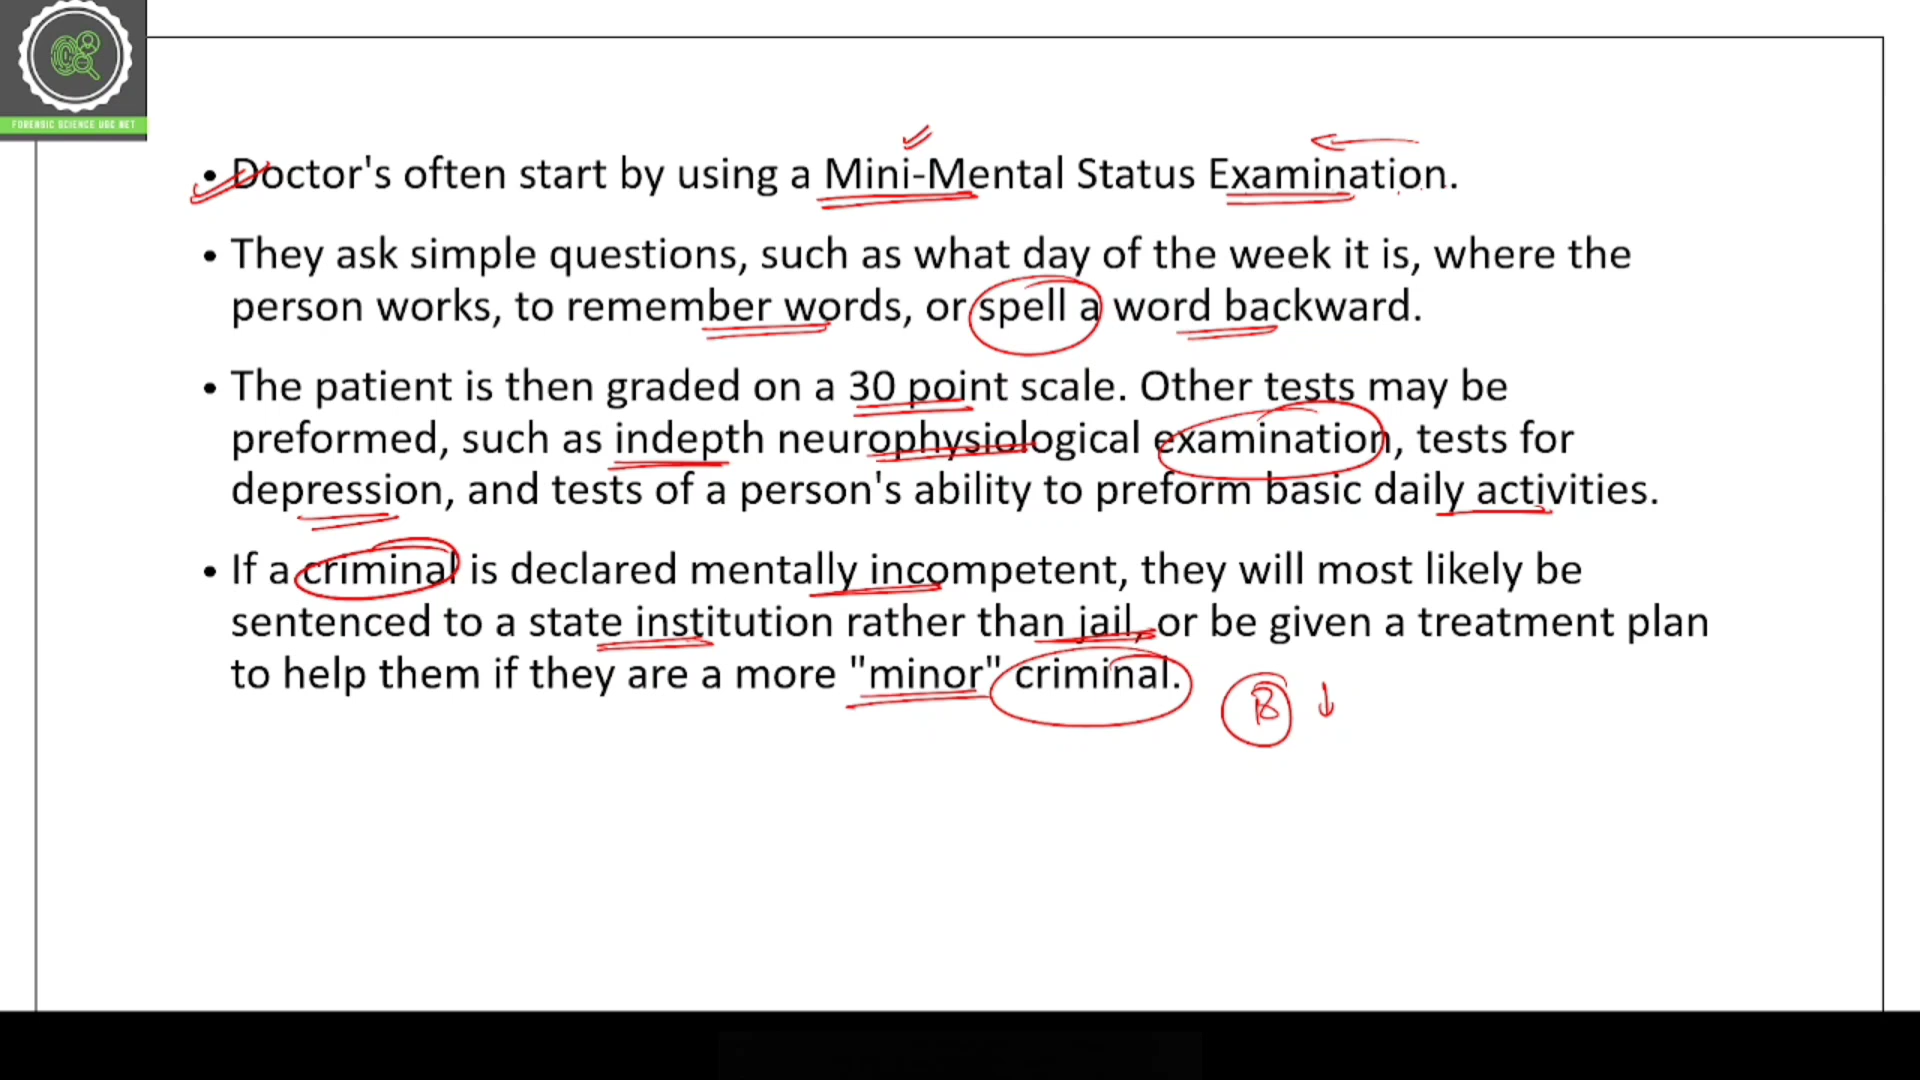 FORENSIC SCIENCE UGC NET
• Doctor's often start by using a Mini-Mental Status Examination.
• They ask simple questions, such as what day of the week it is, where the
person works, to remember words, or spell a word backward.
• The patient is then graded on a 30 point scale. Other tests may be
preformed, such as indepth neurophysiological examination, tests for
depression, and tests of a person's ability to preform basic daily activities.
• If a criminal is declared mentally incompetent, they will most likely be
sentenced to a state institution rather than jail, or be given a treatment plan
to help them if they are a more "minor" criminal.